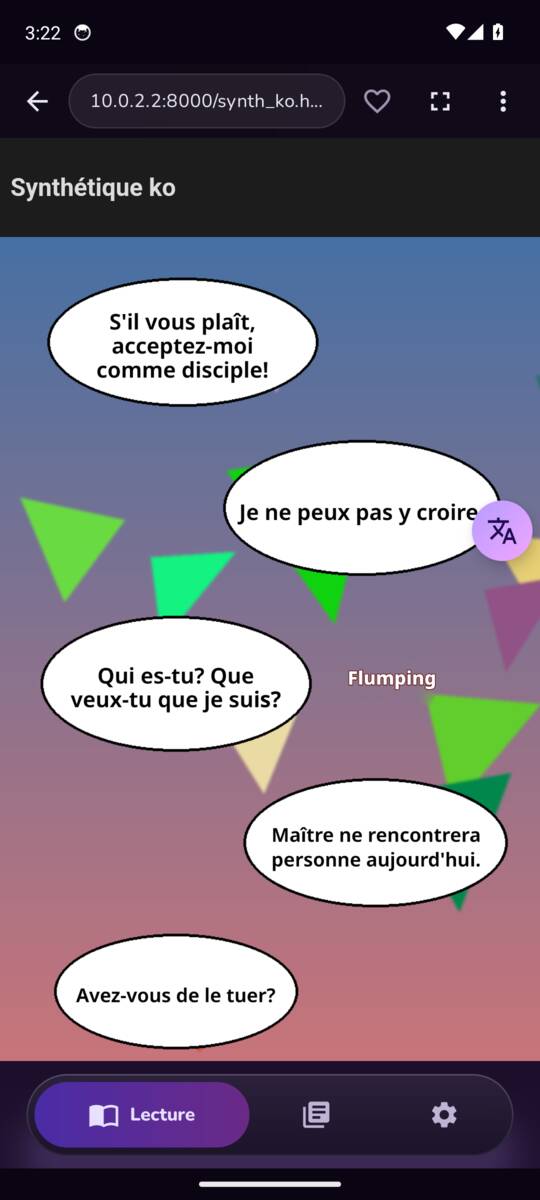 3:22
10.0.2.2:8000/synth_ko.h...
Synthétique ko
S'il vous plaît,
acceptez-moi
comme disciple!
Je ne peux pas y croire
Qui es-tu? Que
veux-tu que je suis?
Flumping
Maître ne rencontrera
personne aujourd'hui.
Avez-vous de le tuer?
Lecture